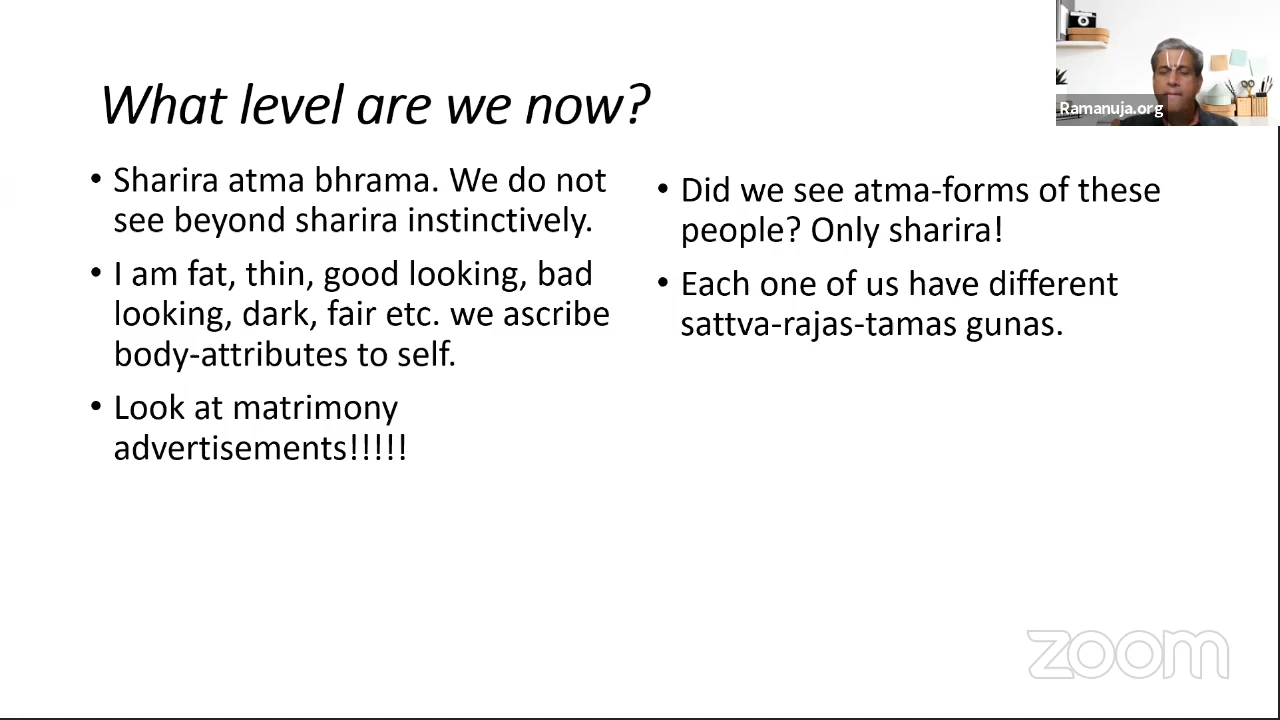 What level are we now?
• Sharira atma bhrama. We do not
see beyond sharira instinctively.
• I am fat, thin, good looking, bad
looking, dark, fair etc. we ascribe
body-attributes to self.
• Look at matrimony
advertisements!!!!!
• Did we see atma-forms of these
people? Only sharira!
• Each one of us have different
sattva-rajas-tamas gunas.
Ramanuja.org
zoom